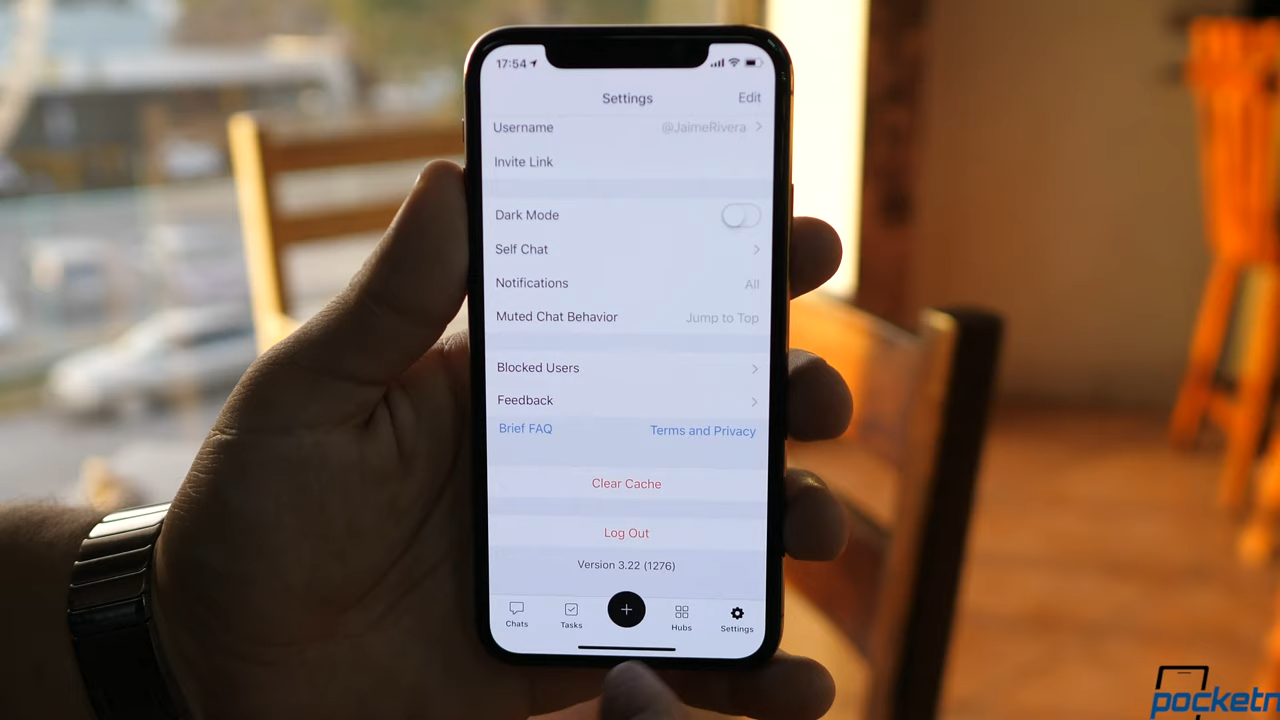 17:54
Settings Edit
Username @JaimeRivera
Invite Link
Dark Mode
Self Chat
Notifications All
Muted Chat Behavior Jump to Top
Blocked Users
Feedback
Brief FAQ Terms and Privacy
Clear Cache
Log Out
Version 3.22 (1276)
Chats Tasks + Hubs Settings
pocketn